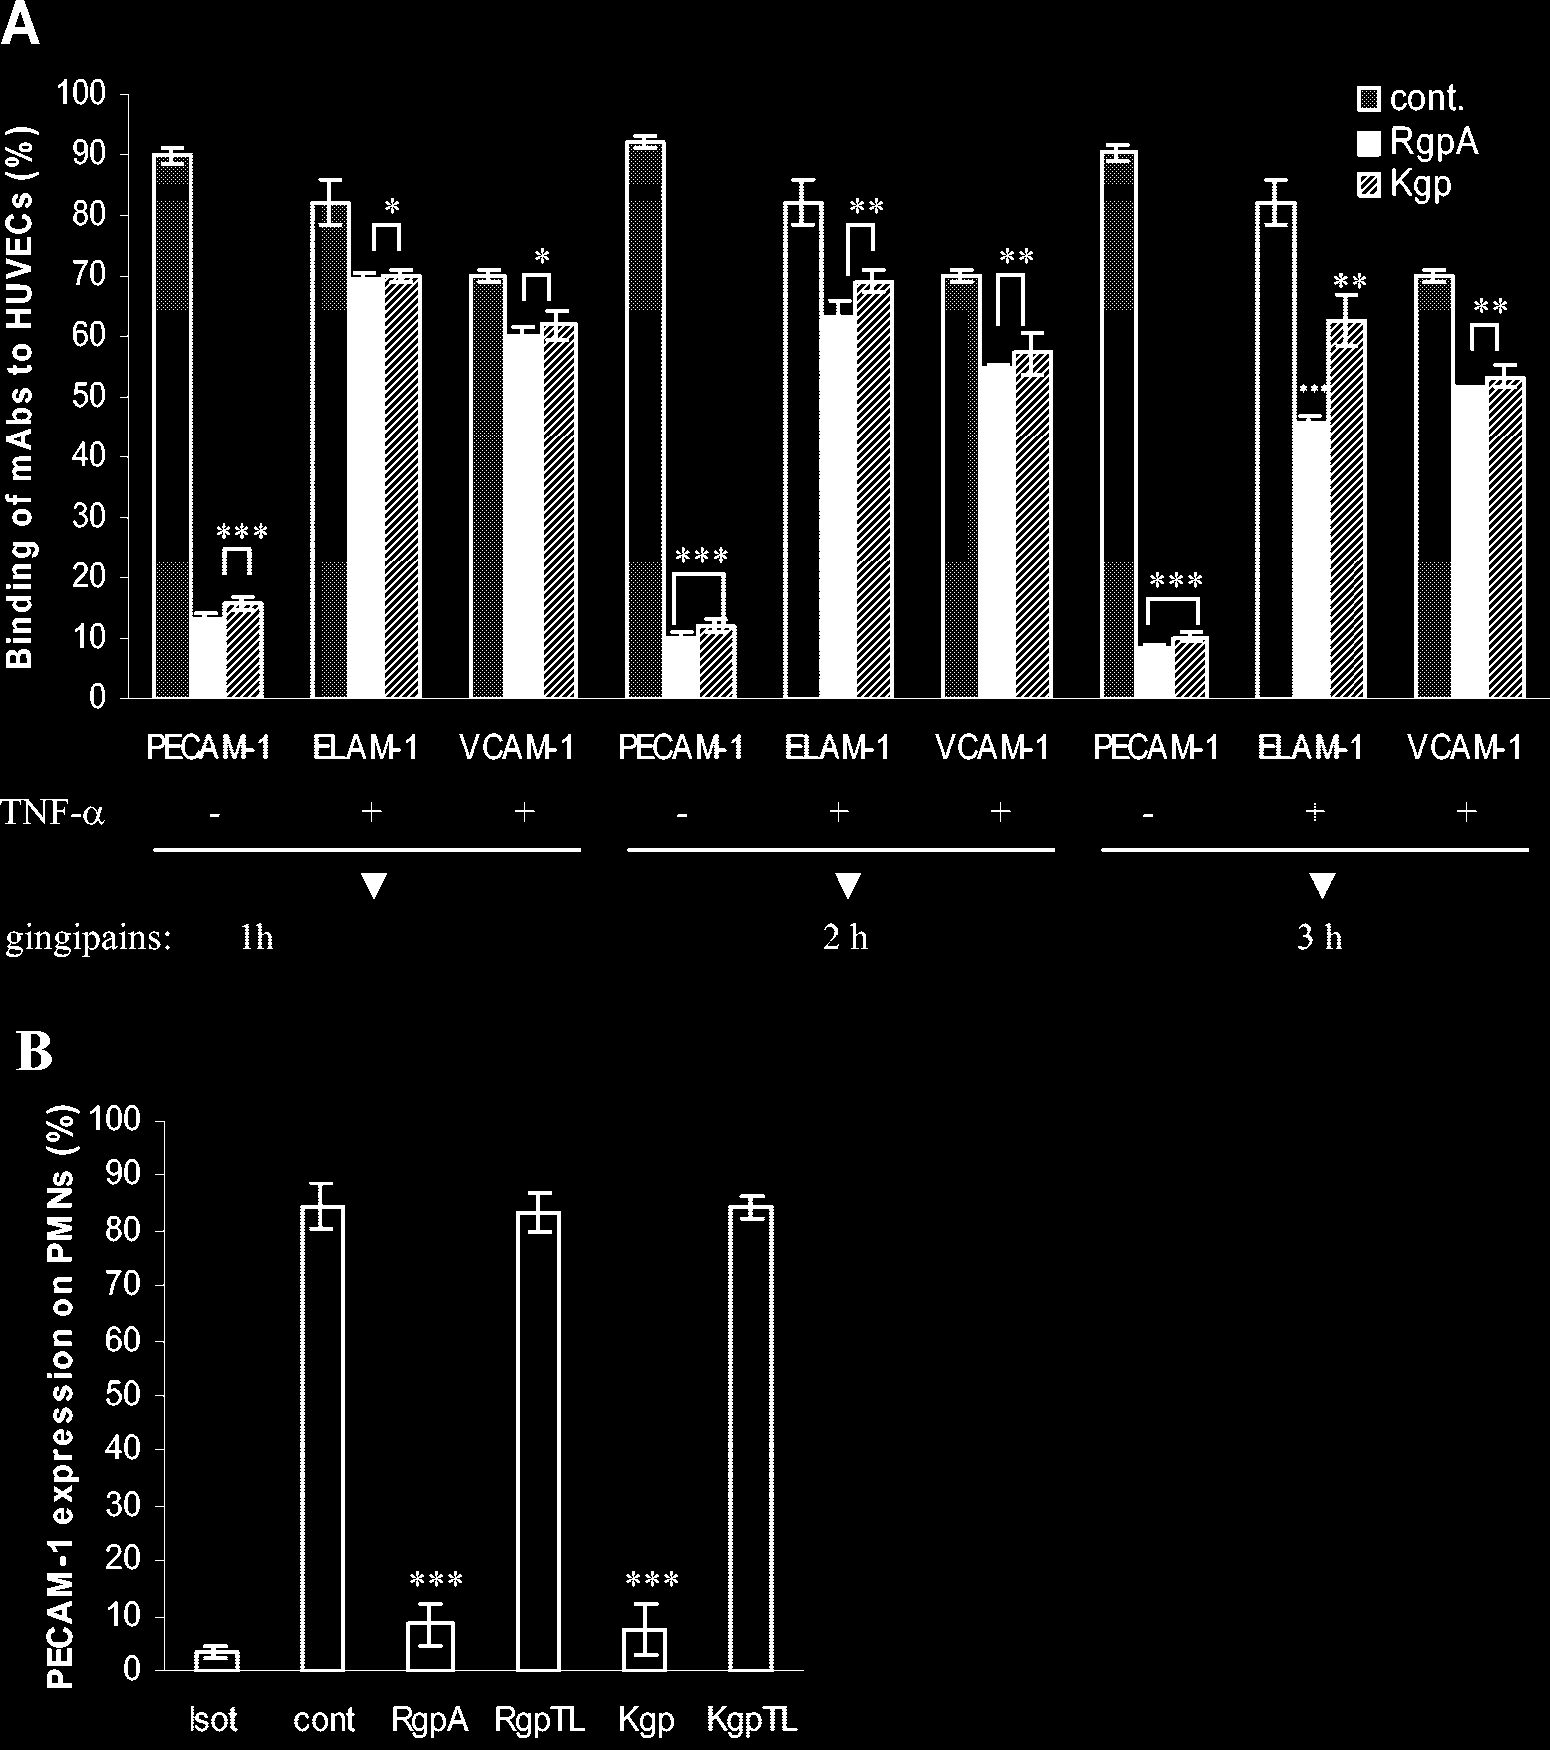 A
Binding of mAbs to HUVECs (%)
100
90
80
70
60
50
40
30
20
10
0
cont.
RgpA
Kgp
*** * * *** ** ** *** *** ** **
PECAM-1 ELAM-1 VCAM-1 PECAM-1 ELAM-1 VCAM-1 PECAM-1 ELAM-1 VCAM-1
TNF-α - + + - + + - + +
gingipains: 1h 2 h 3 h
B
PECAM-1 expression on PMNs (%)
100
90
80
70
60
50
40
30
20
10
0
*** ***
Isot cont RgpA RgpTL Kgp KgpTL